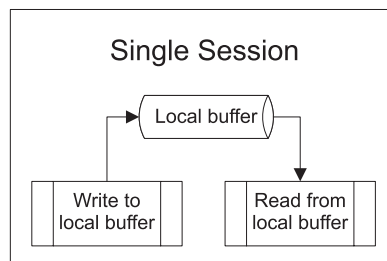 Single Session
Local buffer
Write to
local buffer
Read from
local buffer